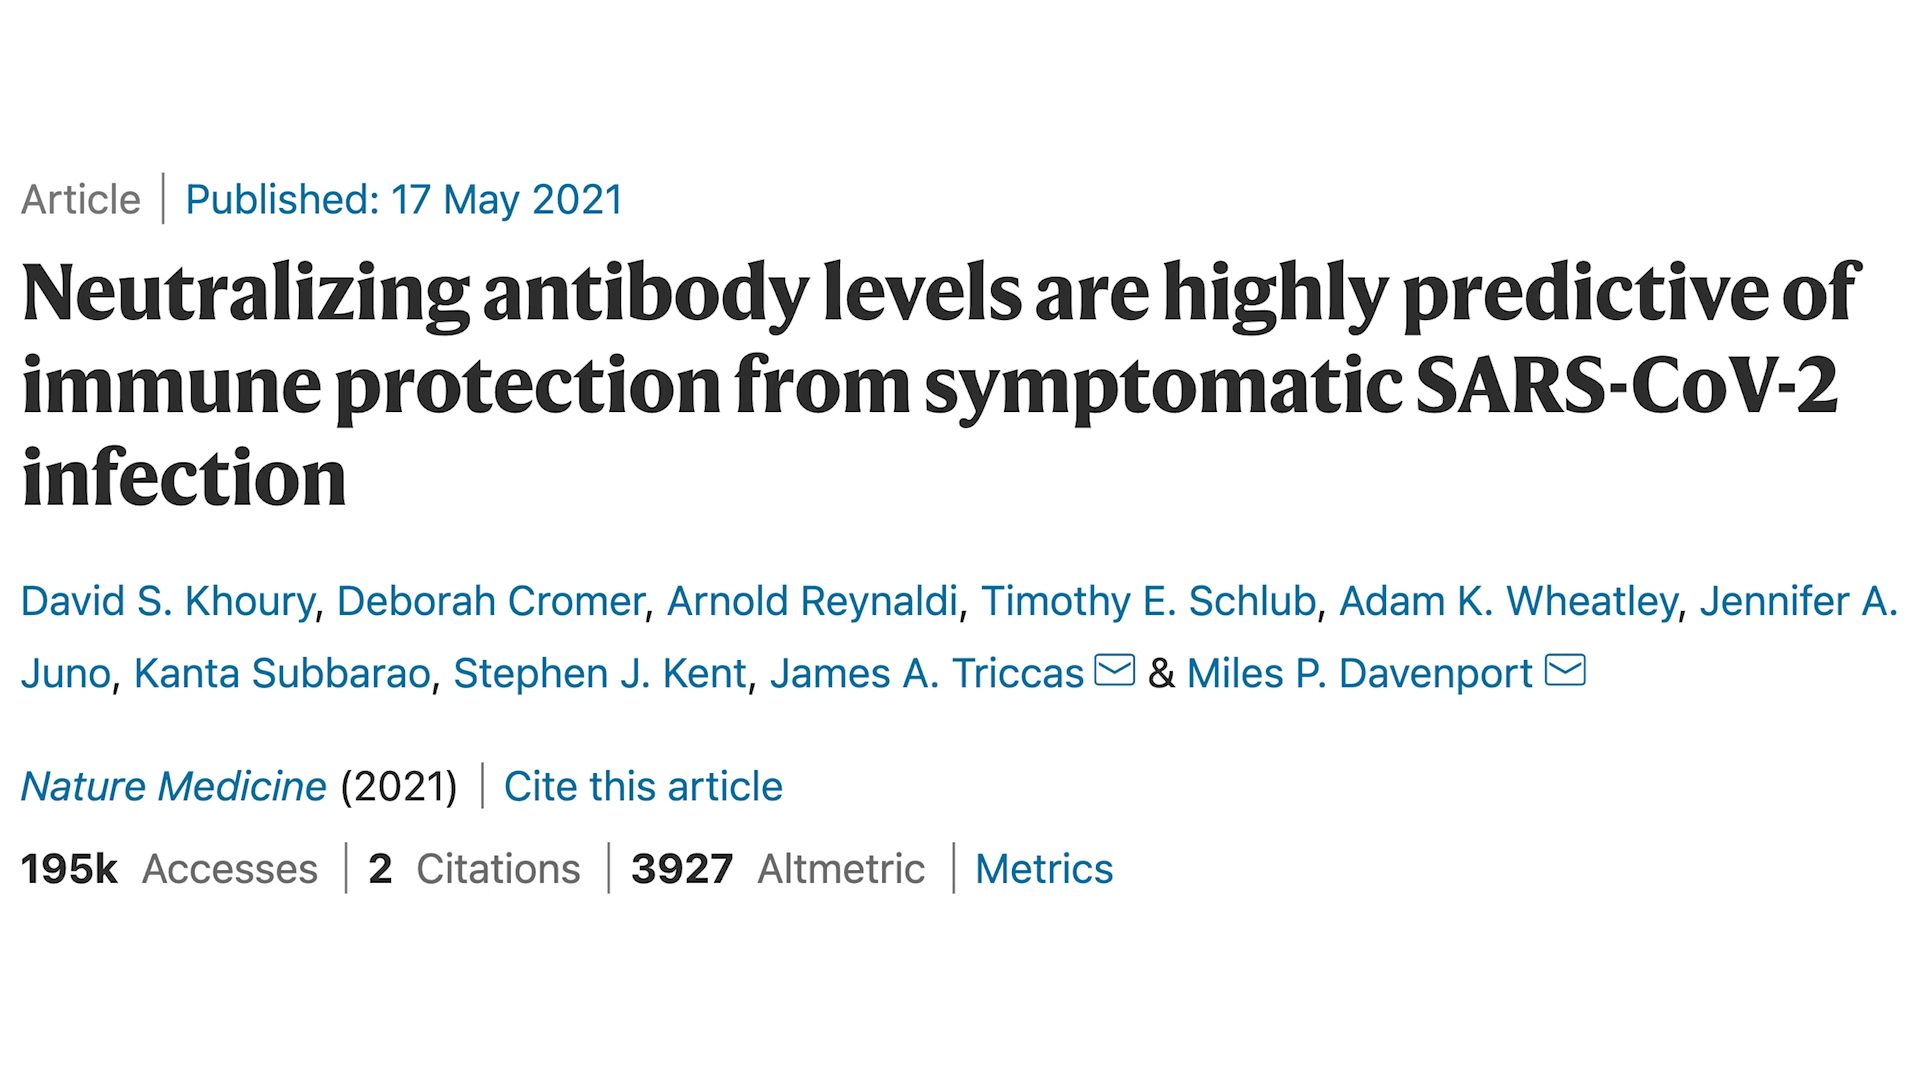 Article | Published: 17 May 2021
Neutralizing antibody levels are highly predictive of
immune protection from symptomatic SARS-CoV-2
infection
David S. Khoury, Deborah Cromer, Arnold Reynaldi, Timothy E. Schlub, Adam K. Wheatley, Jennifer A.
Juno, Kanta Subbarao, Stephen J. Kent, James A. Triccas & Miles P. Davenport
Nature Medicine (2021) | Cite this article
195k Accesses | 2 Citations | 3927 Altmetric | Metrics